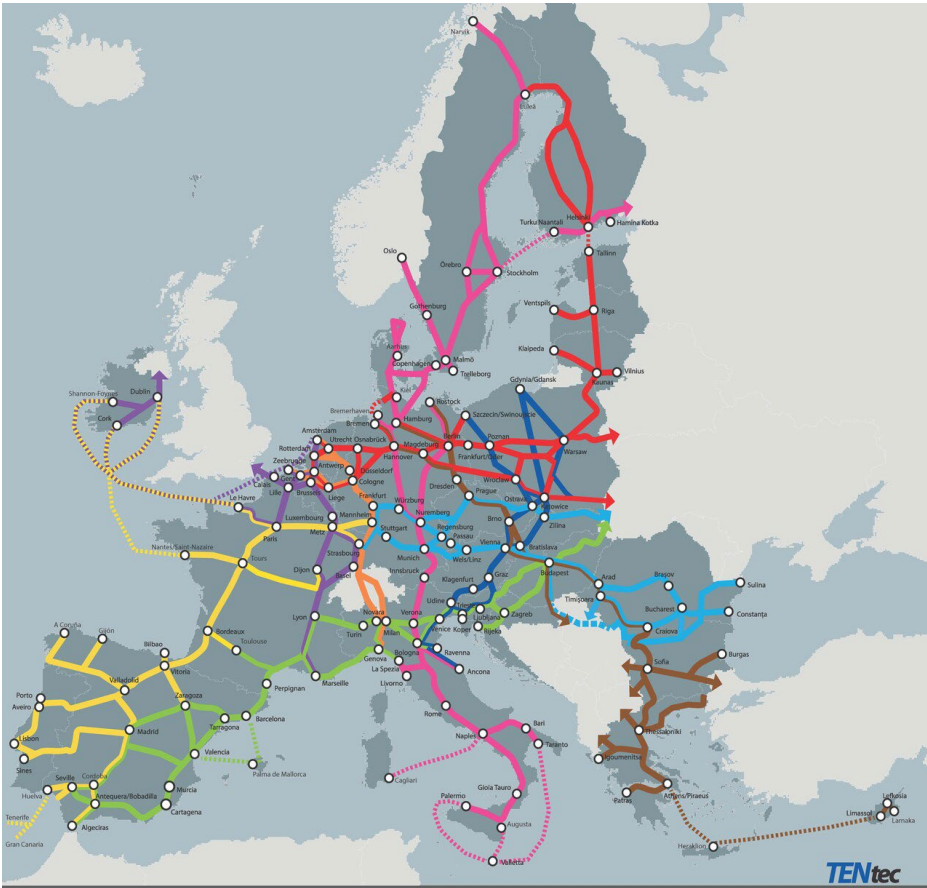 Narvik
Luleå
Turku Naantali
Helsinki
Hamina Kotka
Oslo
Tallinn
Örebro
Stockholm
Ventspils
Riga
Gothenburg
Klaipeda
Aarhus
Copenhagen
Malmö
Trelleborg
Kaunas
Vilnius
Shannon-Foynes
Dublin
Cork
Kiel
Gdynia/Gdansk
Bremerhaven
Rostock
Bremen
Hamburg
Szczecin/Swinoujście
Amsterdam
Utrecht
Osnabrück
Magdeburg
Berlin
Poznan
Rotterdam
Hannover
Frankfurt/Oder
Warsaw
Zeebrugge
Antwerp
Düsseldorf
Gent
Cologne
Wrocław
Calais
Lille
Brussels
Liege
Dresden
Le Havre
Frankfurt
Prague
Ostrava
Katowice
Luxembourg
Mannheim
Würzburg
Nuremberg
Brno
Zilina
Paris
Metz
Stuttgart
Regensburg
Passau
Strasbourg
Vienna
Bratislava
Nantes/Saint-Nazaire
Tours
Munich
Wels/Linz
Dijon
Basel
Innsbruck
Klagenfurt
Graz
Budapest
Arad
Braşov
Sulina
Timişoara
Udine
Trieste
Ljubljana
Zagreb
Bucharest
Constanţa
Lyon
Novara
Verona
Venice
Koper
Rijeka
Craiova
Turin
Milan
A Coruña
Gijón
Bilbao
Bordeaux
Toulouse
Genova
Bologna
Ravenna
La Spezia
Ancona
Livorno
Sofia
Burgas
Vitoria
Marseille
Perpignan
Valladolid
Zaragoza
Porto
Aveiro
Rome
Barcelona
Tarragona
Bari
Madrid
Naples
Thessaloniki
Lisbon
Valencia
Taranto
Sines
Palma de Mallorca
Cagliari
Igoumenitsa
Seville
Cordoba
Murcia
Huelva
Antequera/Bobadilla
Gioia Tauro
Patras
Athens/Piraeus
Palermo
Cartagena
Lefkosia
Limassol
Larnaka
Tenerife
Algeciras
Augusta
Gran Canaria
Heraklion
Valletta
TENtec